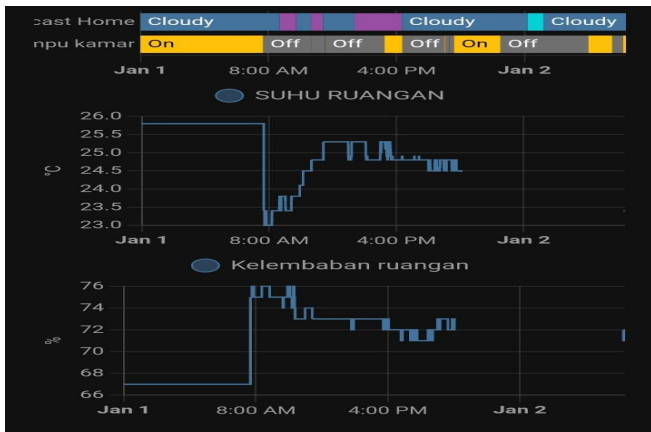 cast Home Cloudy Cloudy Cloudy
mpu kamar On Off Off Off On Off
Jan 1 8:00 AM 4:00 PM Jan 2
SUHU RUANGAN
26.0
25.5
25.0
°C
24.5
24.0
23.5
23.0
Jan 1 8:00 AM 4:00 PM Jan 2
Kelembaban ruangan
76
74
72
%
70
68
66
Jan 1 8:00 AM 4:00 PM Jan 2